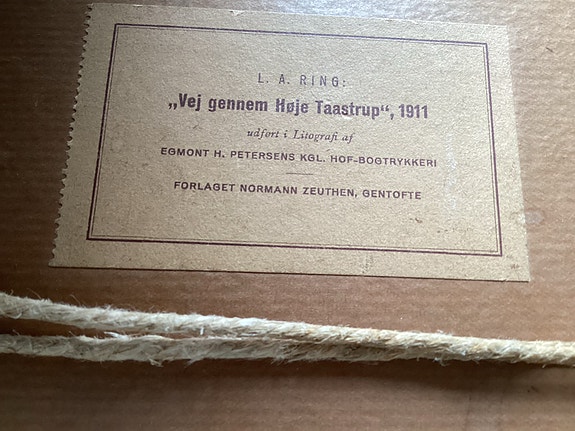 L. A. RING:
„Vej gennem Høje Taastrup“, 1911
udført i Litografi af
EGMONT H. PETERSENS KGL. HOF-BOGTRYKKERI
FORLAGET NORMANN ZEUTHEN, GENTOFTE